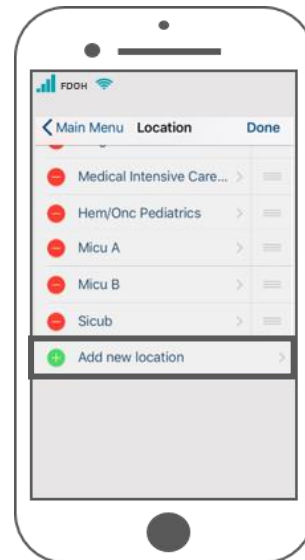 FDOH
Main Menu Location Done
Medical Intensive Care...
Hem/Onc Pediatrics
Micu A
Micu B
Sicub
Add new location